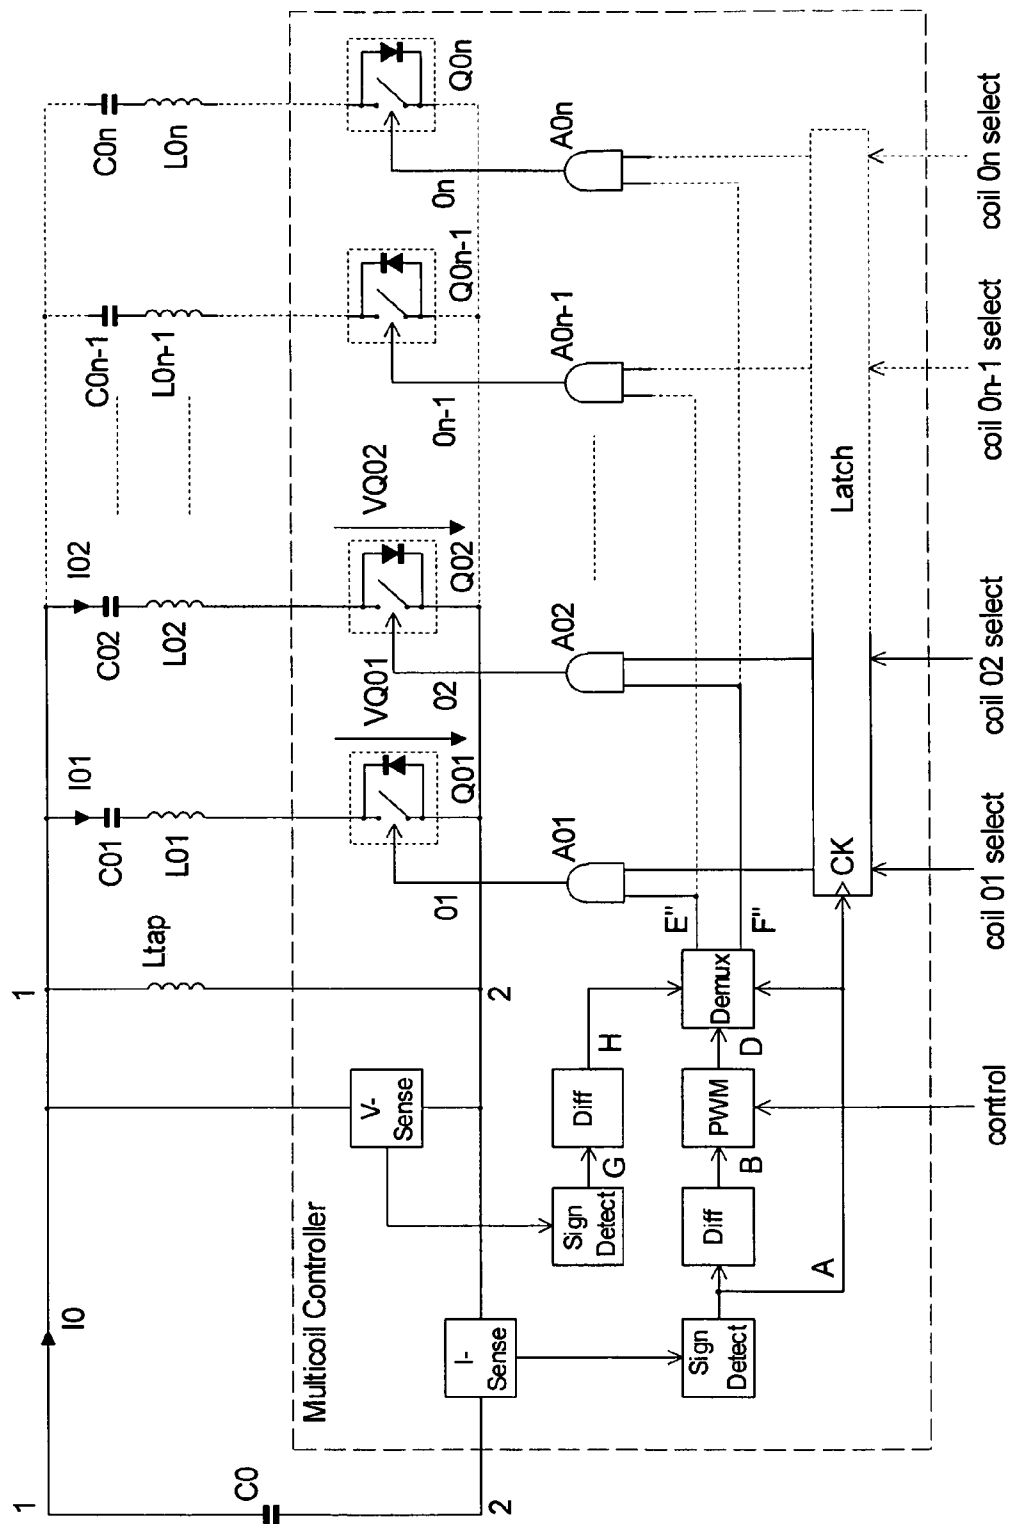 1
I0
C0
2
1
Ltap
2
I01
C01
L01
I02
C02
L02
C0n-1
L0n-1
C0n
L0n
Multicoil Controller
V-
Sense
I-
Sense
VQ01
Q01
VQ02
Q02
Q0n-1
Q0n
01
02
0n-1
0n
A01
A02
A0n-1
A0n
Sign
Detect
G
Diff
H
Sign
Detect
Diff
B
PWM
D
Demux
E"
F"
A
CK
Latch
control
coil 01 select
coil 02 select
coil 0n-1 select
coil 0n select